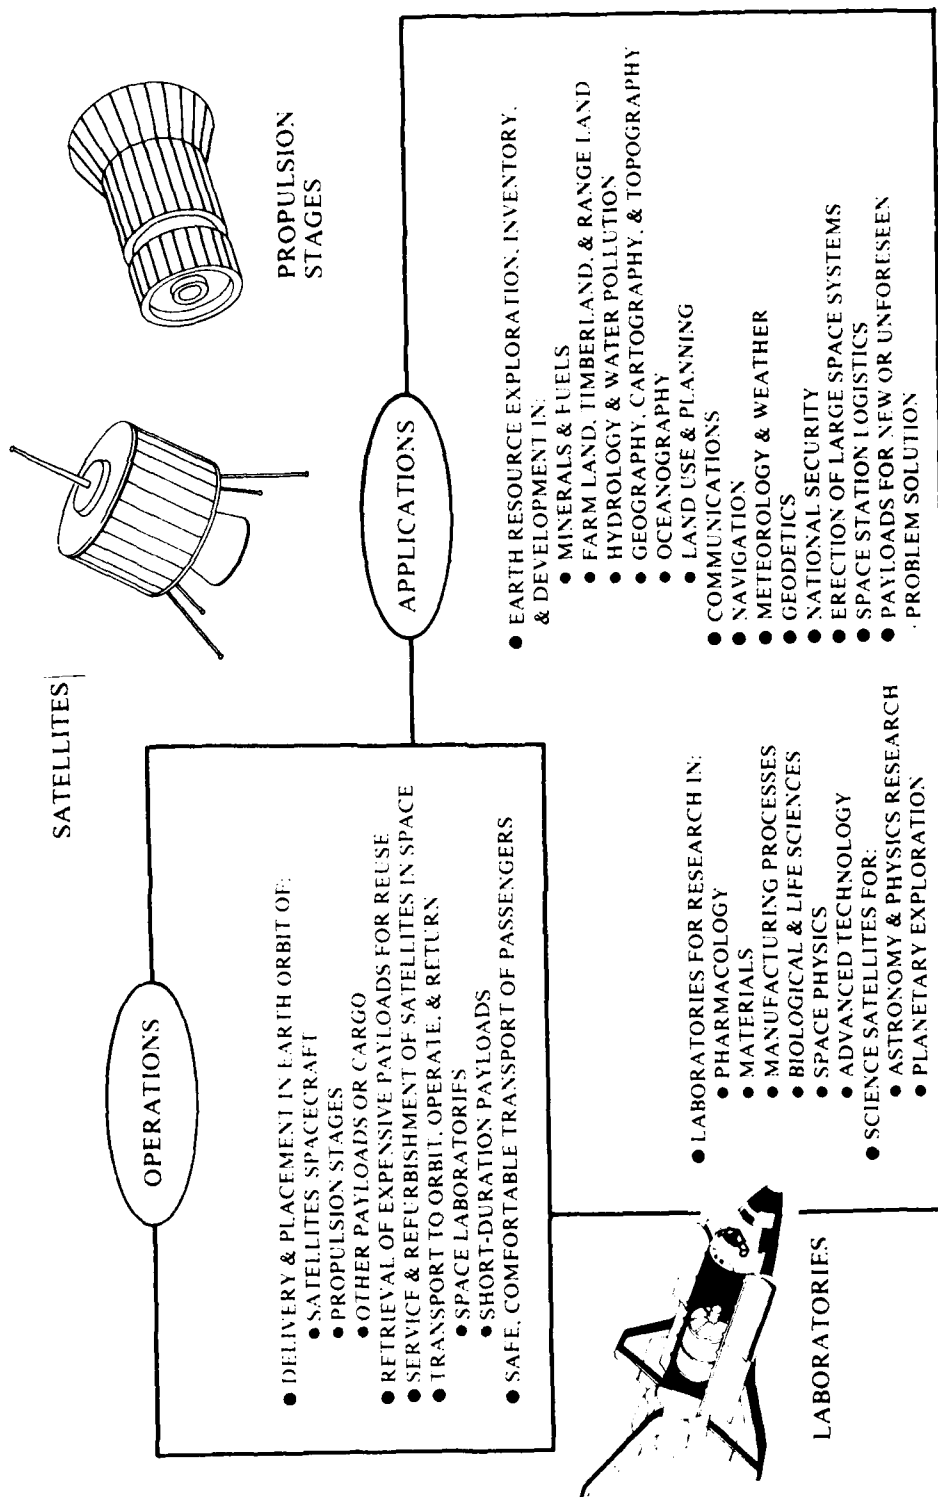 SATELLITES
PROPULSION
STAGES
OPERATIONS
● DELIVERY & PLACEMENT IN EARTH ORBIT OF:
● SATELLITES SPACECRAFT
● PROPULSION STAGES
● OTHER PAYLOADS OR CARGO
● RETRIEVAL OF EXPENSIVE PAYLOADS FOR REUSE
● SERVICE & REFURBISHMENT OF SATELLITES IN SPACE
● TRANSPORT TO ORBIT, OPERATE, & RETURN
● SPACE LABORATORIES
● SHORT-DURATION PAYLOADS
● SAFE, COMFORTABLE TRANSPORT OF PASSENGERS
APPLICATIONS
● EARTH RESOURCE EXPLORATION, INVENTORY,
& DEVELOPMENT IN:
● MINERALS & FUELS
● FARM LAND, TIMBERLAND, & RANGE LAND
● HYDROLOGY & WATER POLLUTION
● GEOGRAPHY, CARTOGRAPHY, & TOPOGRAPHY
● OCEANOGRAPHY
● LAND USE & PLANNING
● COMMUNICATIONS
● NAVIGATION
● METEOROLOGY & WEATHER
● GEODETICS
● NATIONAL SECURITY
● ERECTION OF LARGE SPACE SYSTEMS
● SPACE STATION LOGISTICS
● PAYLOADS FOR NEW OR UNFORESEEN
PROBLEM SOLUTION
LABORATORIES
● LABORATORIES FOR RESEARCH IN:
● PHARMACOLOGY
● MATERIALS
● MANUFACTURING PROCESSES
● BIOLOGICAL & LIFE SCIENCES
● SPACE PHYSICS
● ADVANCED TECHNOLOGY
● SCIENCE SATELLITES FOR:
● ASTRONOMY & PHYSICS RESEARCH
● PLANETARY EXPLORATION